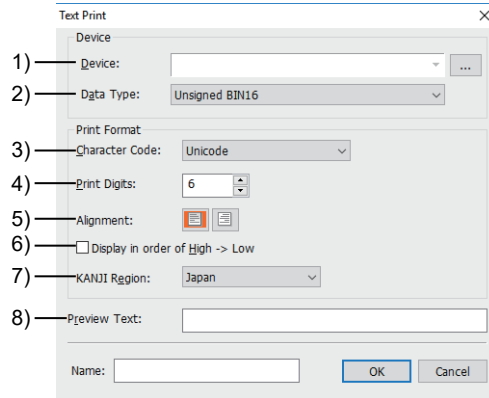 Text Print
Device
1) Device: ...
2) Data Type: Unsigned BIN16
Print Format
3) Character Code: Unicode
4) Print Digits: 6
5) Alignment:
6) Display in order of High -> Low
7) KANJI Region: Japan
8) Preview Text:
Name: OK Cancel